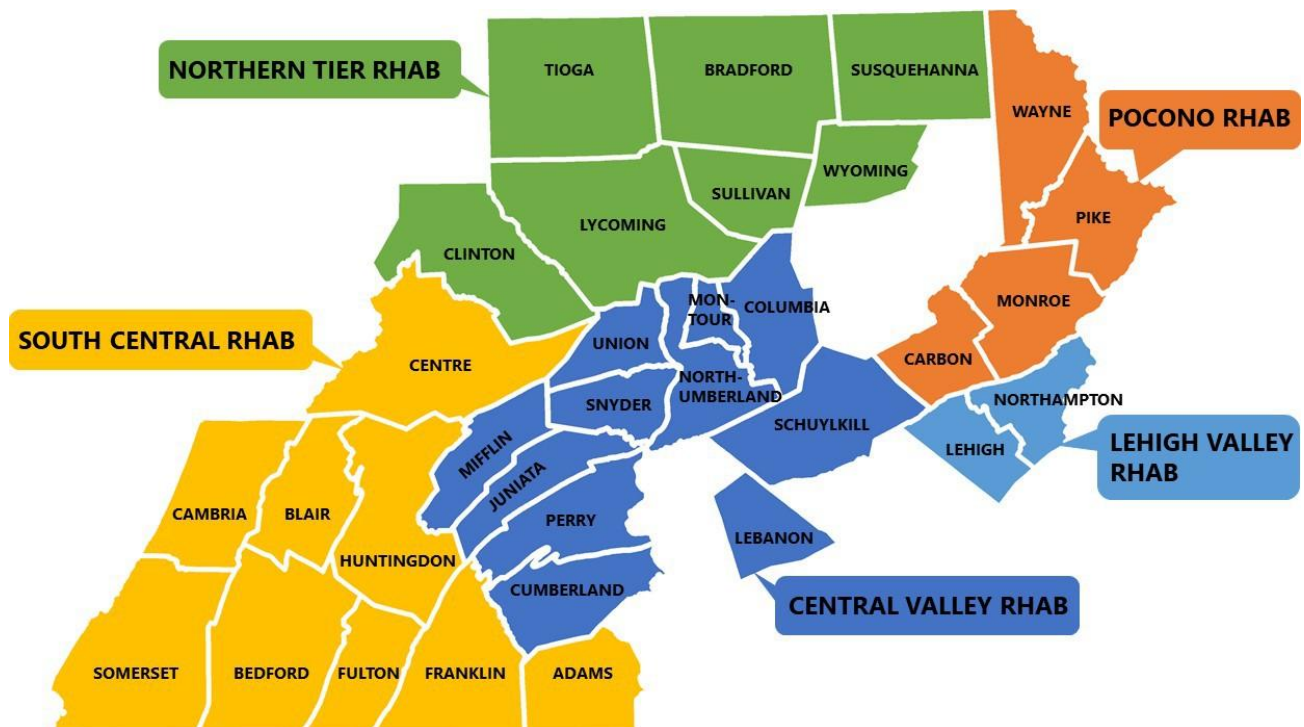 TIOGA
BRADFORD
SUSQUEHANNA
NORTHERN TIER RHAB
WAYNE
POCONO RHAB
WYOMING
SULLIVAN
PIKE
LYCOMING
CLINTON
MON-
TOUR
COLUMBIA
MONROE
SOUTH CENTRAL RHAB
UNION
CENTRE
CARBON
NORTH-
UMBERLAND
SNYDER
NORTHAMPTON
SCHUYLKILL
MIFFLIN
LEHIGH
LEHIGH VALLEY
RHAB
JUNIATA
CAMBRIA
BLAIR
PERRY
LEBANON
HUNTINGDON
CUMBERLAND
CENTRAL VALLEY RHAB
SOMERSET
BEDFORD
FULTON
FRANKLIN
ADAMS